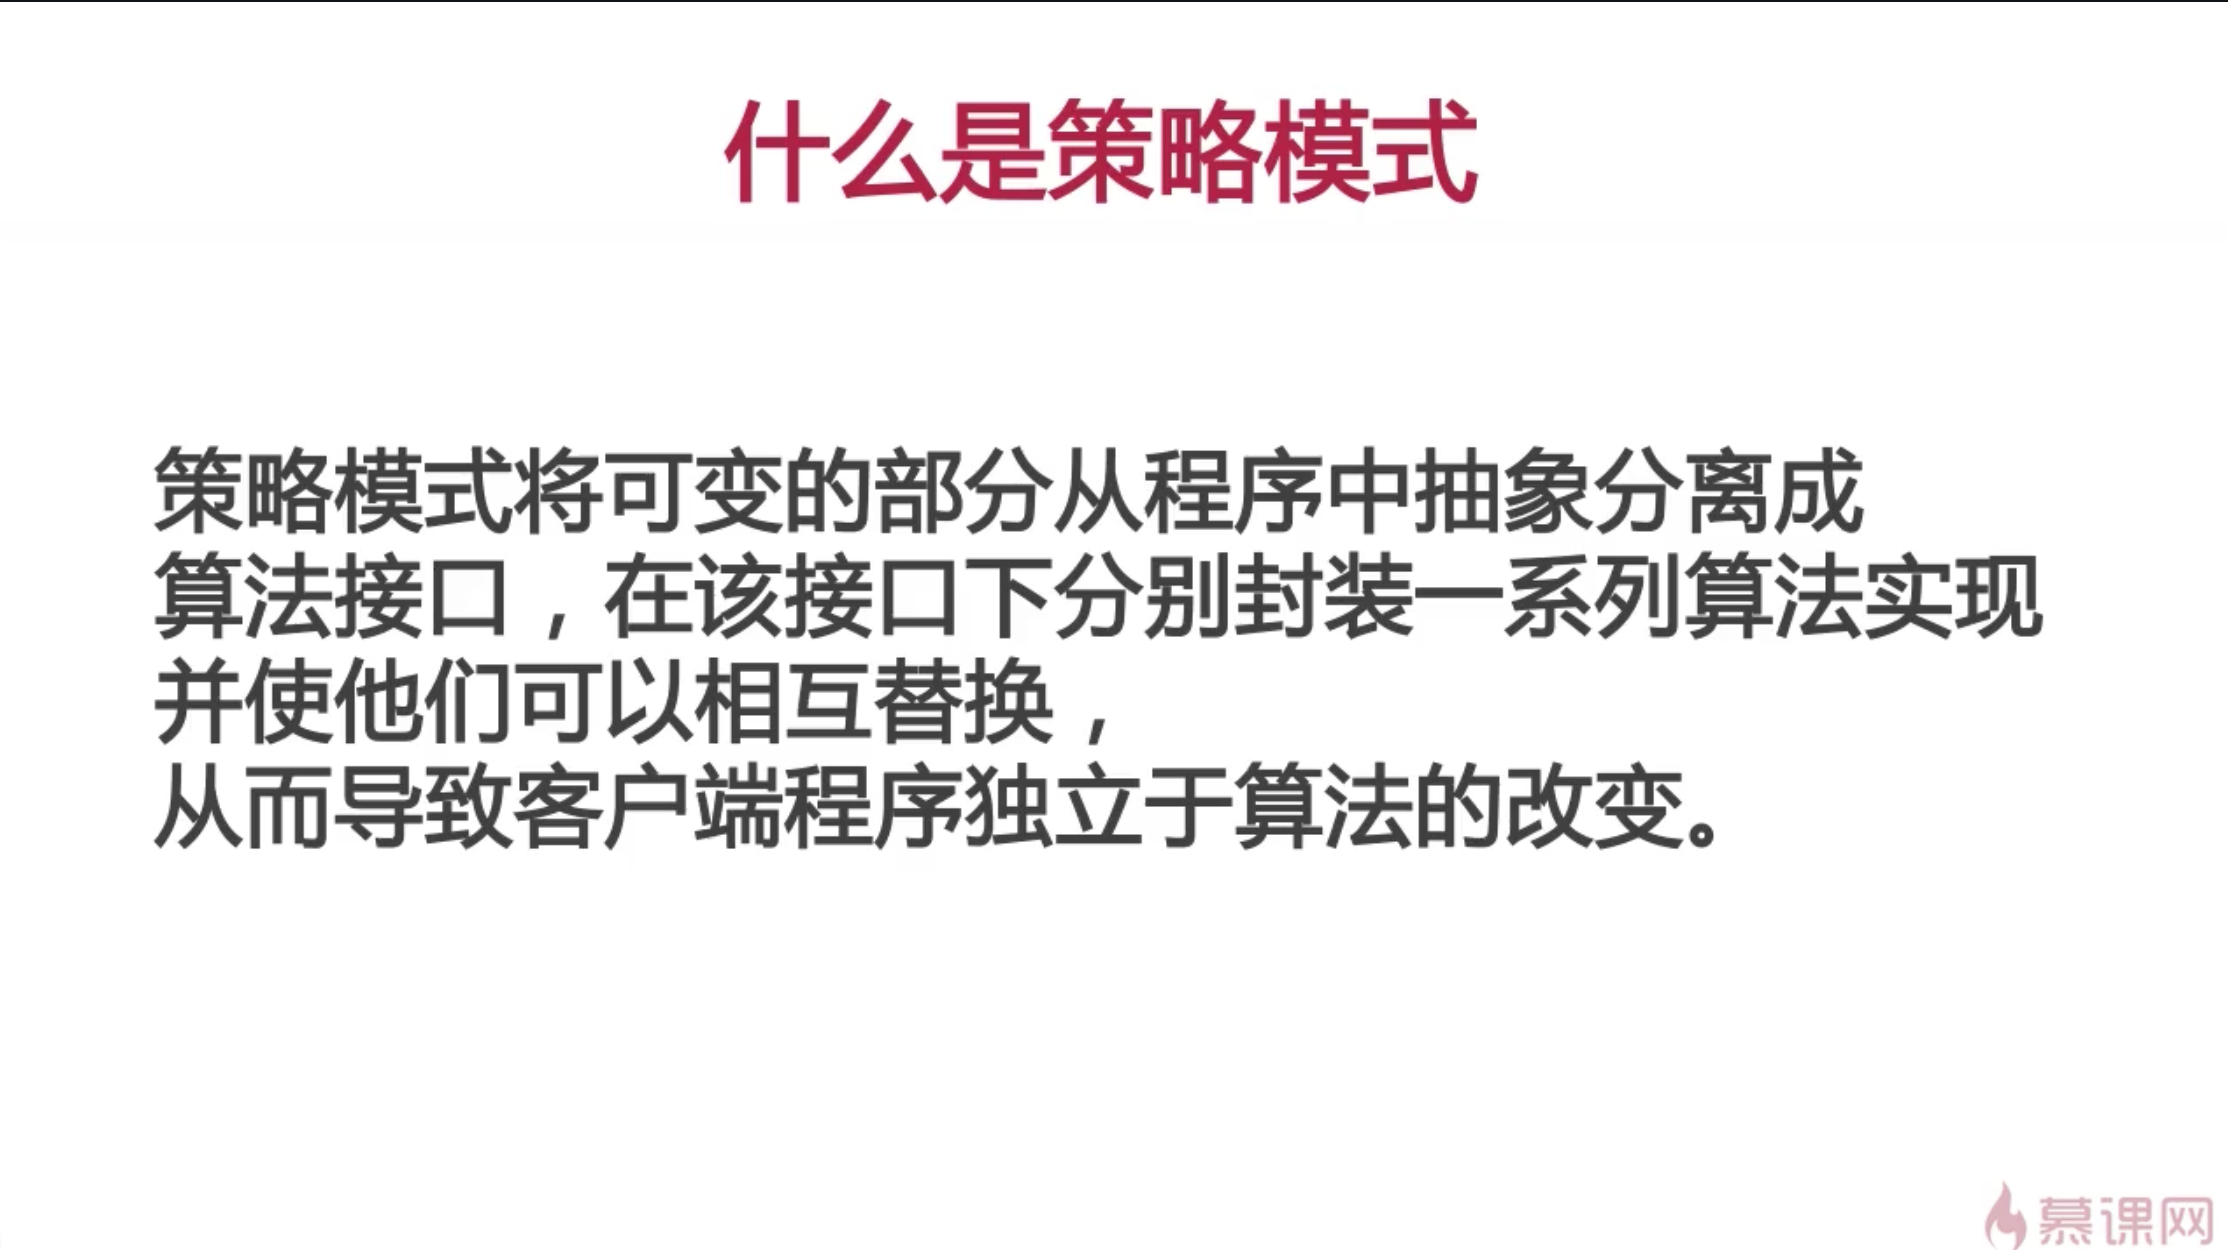 什么是策略模式
策略模式将可变的部分从程序中抽象分离成
算法接口，在该接口下分别封装一系列算法实现
并使他们可以相互替换，
从而导致客户端程序独立于算法的改变。
慕课网